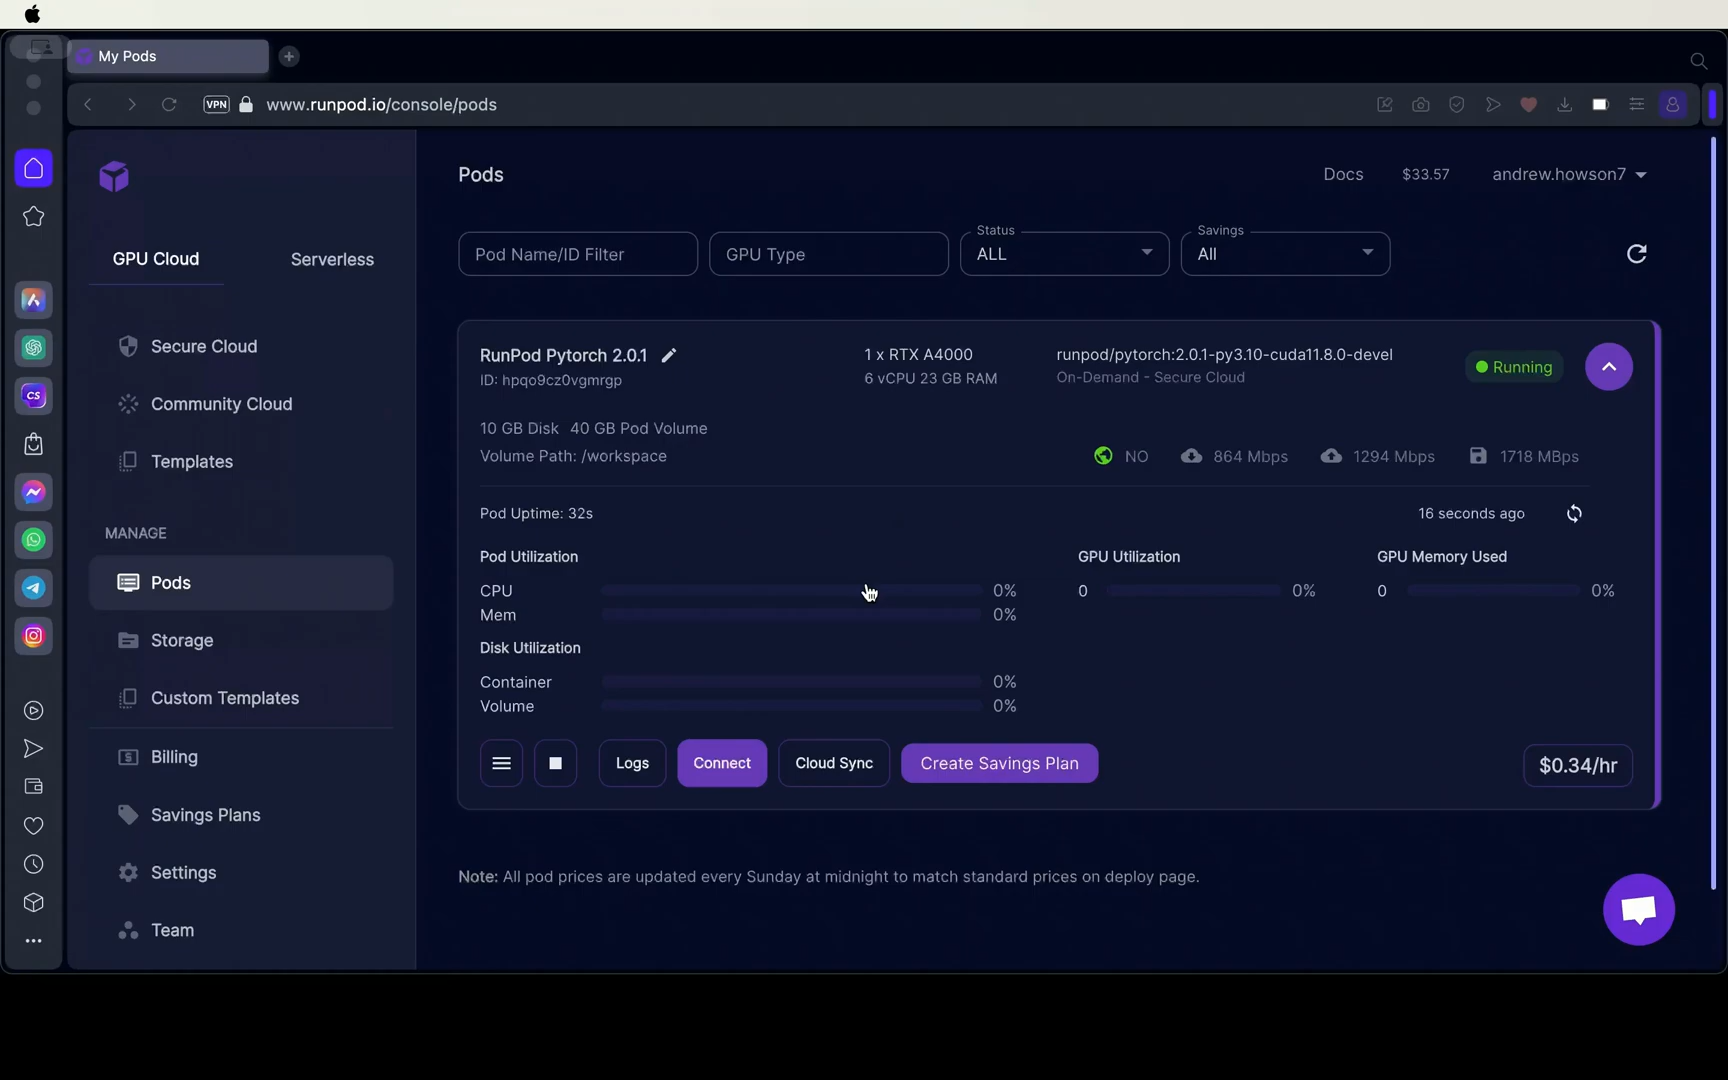 My Pods
VPN www.runpod.io/console/pods
Pods
Docs $33.57 andrew.howson7
GPU Cloud Serverless
Pod Name/ID Filter GPU Type Status ALL Savings All
Secure Cloud
Community Cloud
Templates
MANAGE
Pods
Storage
Custom Templates
Billing
Savings Plans
Settings
Team
CS
RunPod Pytorch 2.0.1 1 x RTX A4000 runpod/pytorch:2.0.1-py3.10-cuda11.8.0-devel Running
ID: hpqo9cz0vgmrgp 6 vCPU 23 GB RAM On-Demand - Secure Cloud
10 GB Disk 40 GB Pod Volume
Volume Path: /workspace NO 864 Mbps 1294 Mbps 1718 MBps
Pod Uptime: 32s 16 seconds ago
Pod Utilization GPU Utilization GPU Memory Used
CPU 0% 0 0% 0 0%
Mem 0%
Disk Utilization
Container 0%
Volume 0%
Logs Connect Cloud Sync Create Savings Plan $0.34/hr
Note: All pod prices are updated every Sunday at midnight to match standard prices on deploy page.